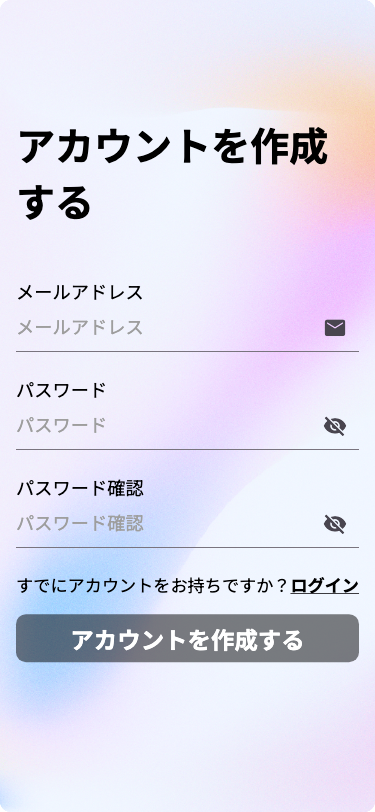 アカウントを作成
する
メールアドレス
メールアドレス
パスワード
パスワード
パスワード確認
パスワード確認
すでにアカウントをお持ちですか？ログイン
アカウントを作成する